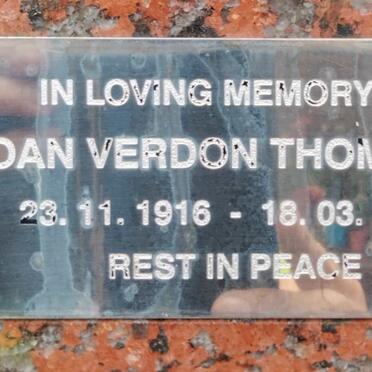 IN LOVING MEMORY
DAN VERDON THOM
23. 11. 1916 - 18. 03.
REST IN PEACE